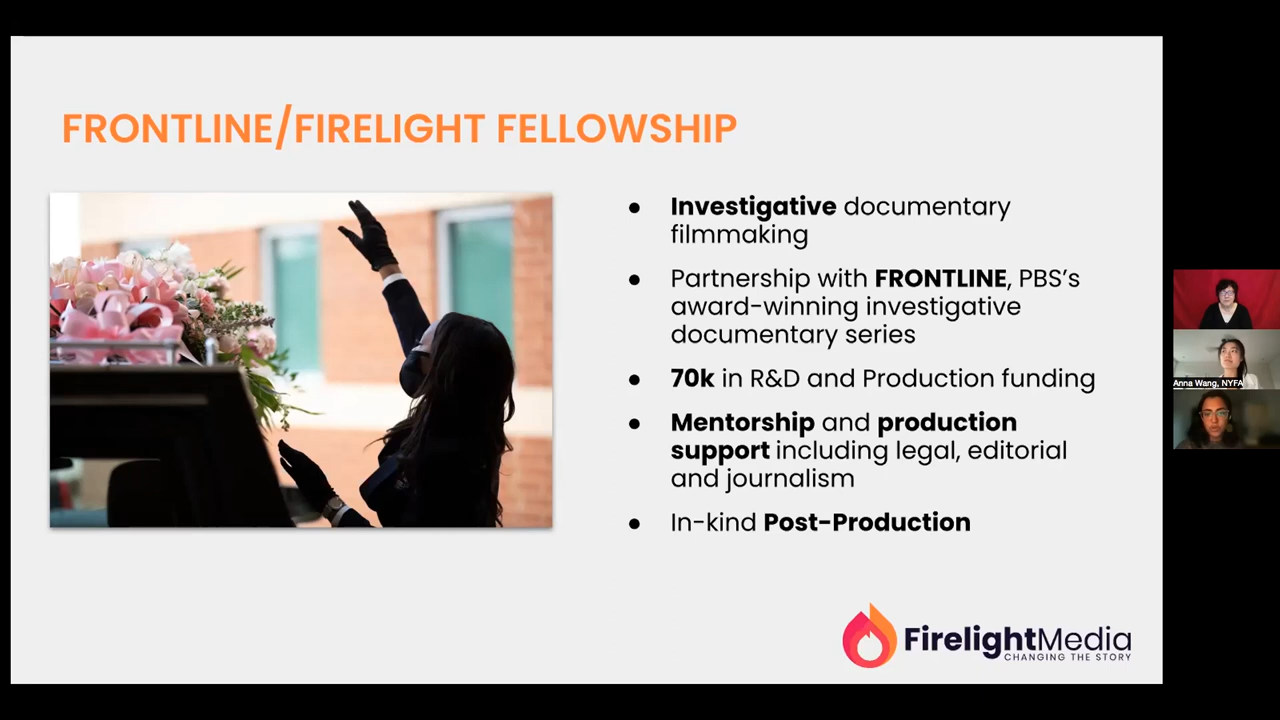 FRONTLINE/FIRELIGHT FELLOWSHIP
● Investigative documentary
filmmaking
● Partnership with FRONTLINE, PBS’s
award-winning investigative
documentary series
● 70k in R&D and Production funding
● Mentorship and production
support including legal, editorial
and journalism
● In-kind Post-Production
Anna Wang, NYFA
FirelightMedia
CHANGING THE STORY